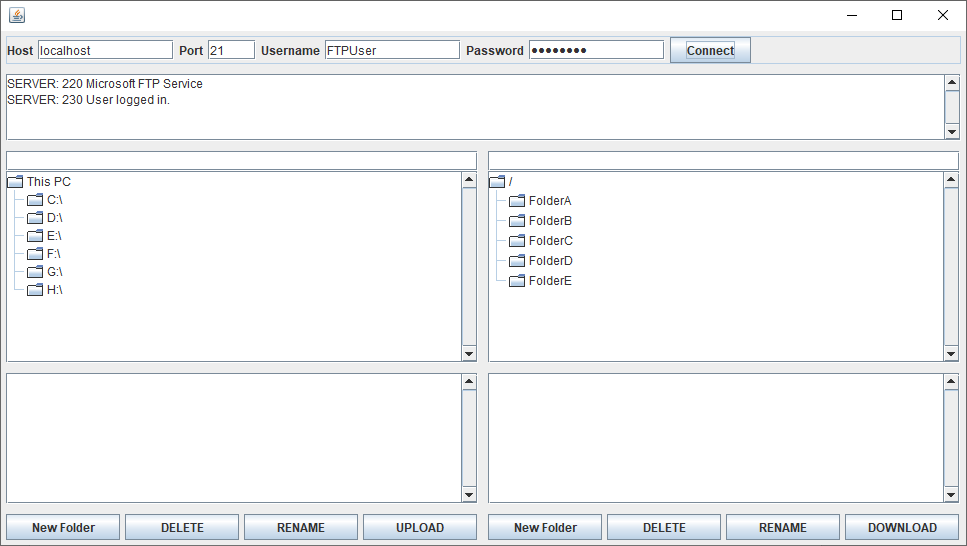 Host localhost Port 21 Username FTPUser Password •••••••• Connect
SERVER: 220 Microsoft FTP Service
SERVER: 230 User logged in.
This PC
C:\
D:\
E:\
F:\
G:\
H:\
/
FolderA
FolderB
FolderC
FolderD
FolderE
New Folder DELETE RENAME UPLOAD New Folder DELETE RENAME DOWNLOAD